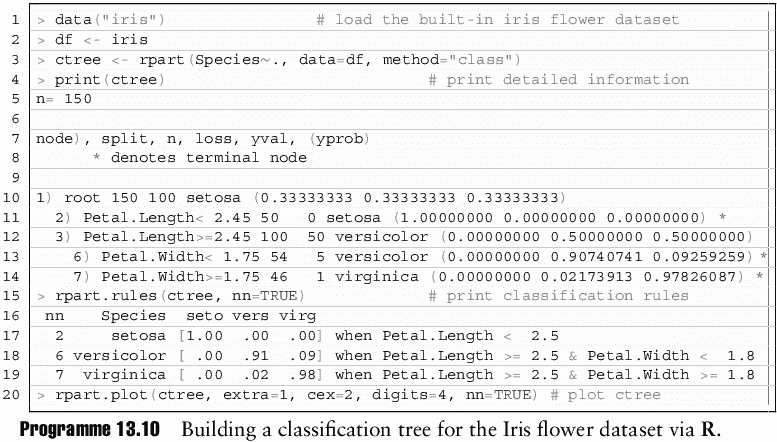 1 > data("iris") # load the built-in iris flower dataset
2 > df <- iris
3 > ctree <- rpart(Species~., data=df, method="class")
4 > print(ctree) # print detailed information
5 n= 150
6
7 node), split, n, loss, yval, (yprob)
8 * denotes terminal node
9
10 1) root 150 100 setosa (0.33333333 0.33333333 0.33333333)
11 2) Petal.Length< 2.45 50 0 setosa (1.00000000 0.00000000 0.00000000) *
12 3) Petal.Length>=2.45 100 50 versicolor (0.00000000 0.50000000 0.50000000)
13 6) Petal.Width< 1.75 54 5 versicolor (0.00000000 0.90740741 0.09259259) *
14 7) Petal.Width>=1.75 46 1 virginica (0.00000000 0.02173913 0.97826087) *
15 > rpart.rules(ctree, nn=TRUE) # print classification rules
16 nn Species seto vers virg
17 2 setosa [1.00 .00 .00] when Petal.Length < 2.5
18 6 versicolor [ .00 .91 .09] when Petal.Length >= 2.5 & Petal.Width < 1.8
19 7 virginica [ .00 .02 .98] when Petal.Length >= 2.5 & Petal.Width >= 1.8
20 > rpart.plot(ctree, extra=1, cex=2, digits=4, nn=TRUE) # plot ctree
Programme 13.10 Building a classification tree for the Iris flower dataset via R.